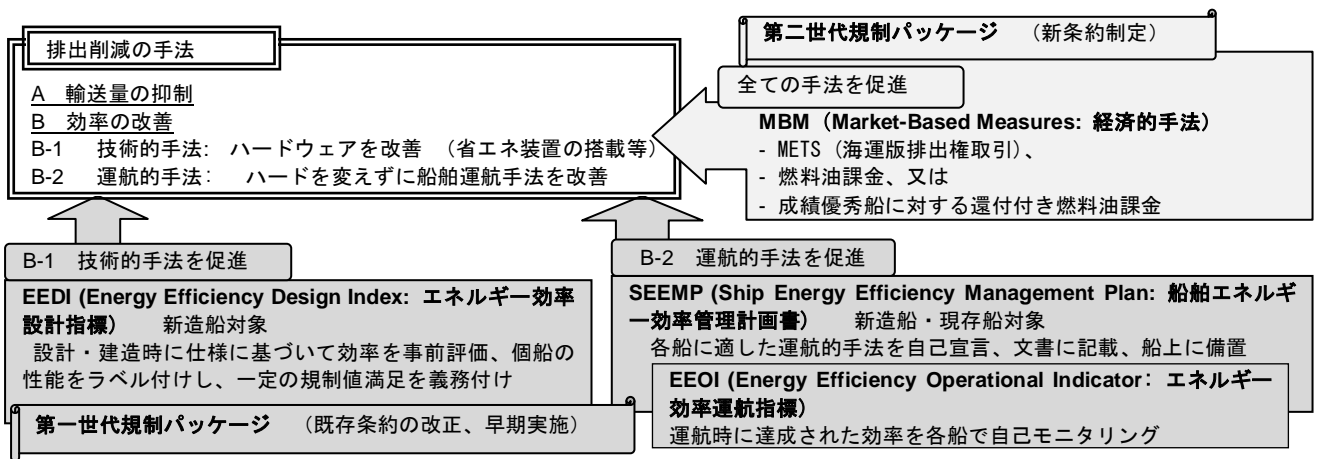 排出削減の手法
A　輸送量の抑制
B　効率の改善
B-1　技術的手法:　ハードウェアを改善　（省エネ装置の搭載等）
B-2　運航的手法：　ハードを変えずに船舶運航手法を改善
第二世代規制パッケージ　（新条約制定）
全ての手法を促進
MBM（Market-Based Measures: 経済的手法）
- METS（海運版排出権取引）、
- 燃料油課金、又は
- 成績優秀船に対する還付付き燃料油課金
B-1　技術的手法を促進
EEDI (Energy Efficiency Design Index: エネルギー効率
設計指標）　新造船対象
設計・建造時に仕様に基づいて効率を事前評価、個船の
性能をラベル付けし、一定の規制値満足を義務付け
第一世代規制パッケージ　（既存条約の改正、早期実施）
B-2　運航的手法を促進
SEEMP (Ship Energy Efficiency Management Plan: 船舶エネルギ
ー効率管理計画書）　新造船・現存船対象
各船に適した運航的手法を自己宣言、文書に記載、船上に備置
EEOI (Energy Efficiency Operational Indicator: エネルギー
効率運航指標）
運航時に達成された効率を各船で自己モニタリング